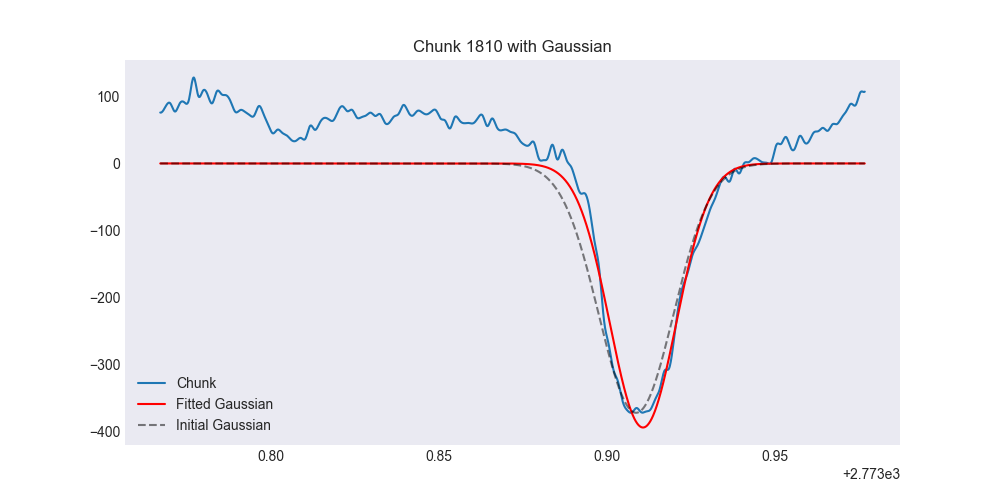 Chunk 1810 with Gaussian
100
0
−100
−200
−300
−400
Chunk
Fitted Gaussian
Initial Gaussian
0.80 0.85 0.90 0.95
+2.773e3